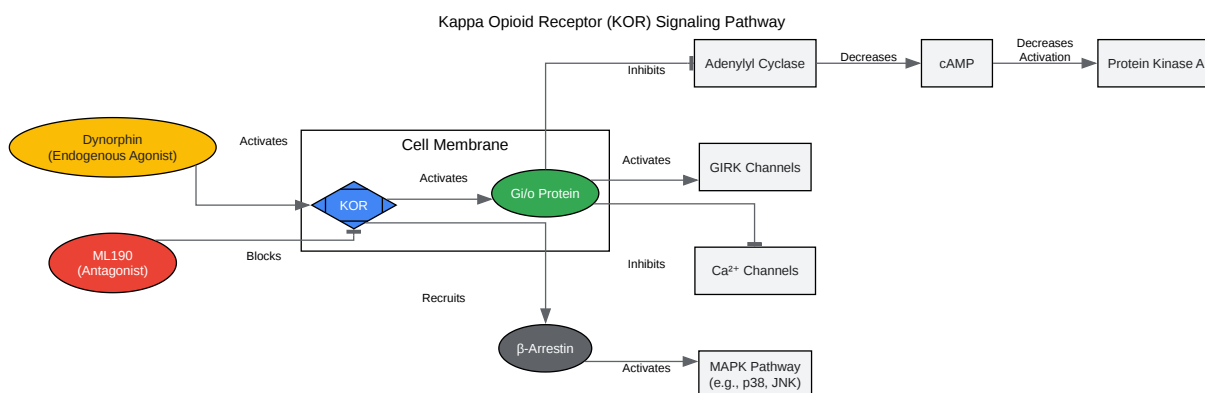 Kappa Opioid Receptor (KOR) Signaling Pathway
Dynorphin
(Endogenous Agonist)
Activates
ML190
(Antagonist)
Blocks
Cell Membrane
KOR
Activates
Gi/o Protein
Inhibits
Adenylyl Cyclase
Decreases
cAMP
Decreases
Activation
Protein Kinase A
Activates
GIRK Channels
Inhibits
Ca²⁺ Channels
Recruits
β-Arrestin
Activates
MAPK Pathway
(e.g., p38, JNK)